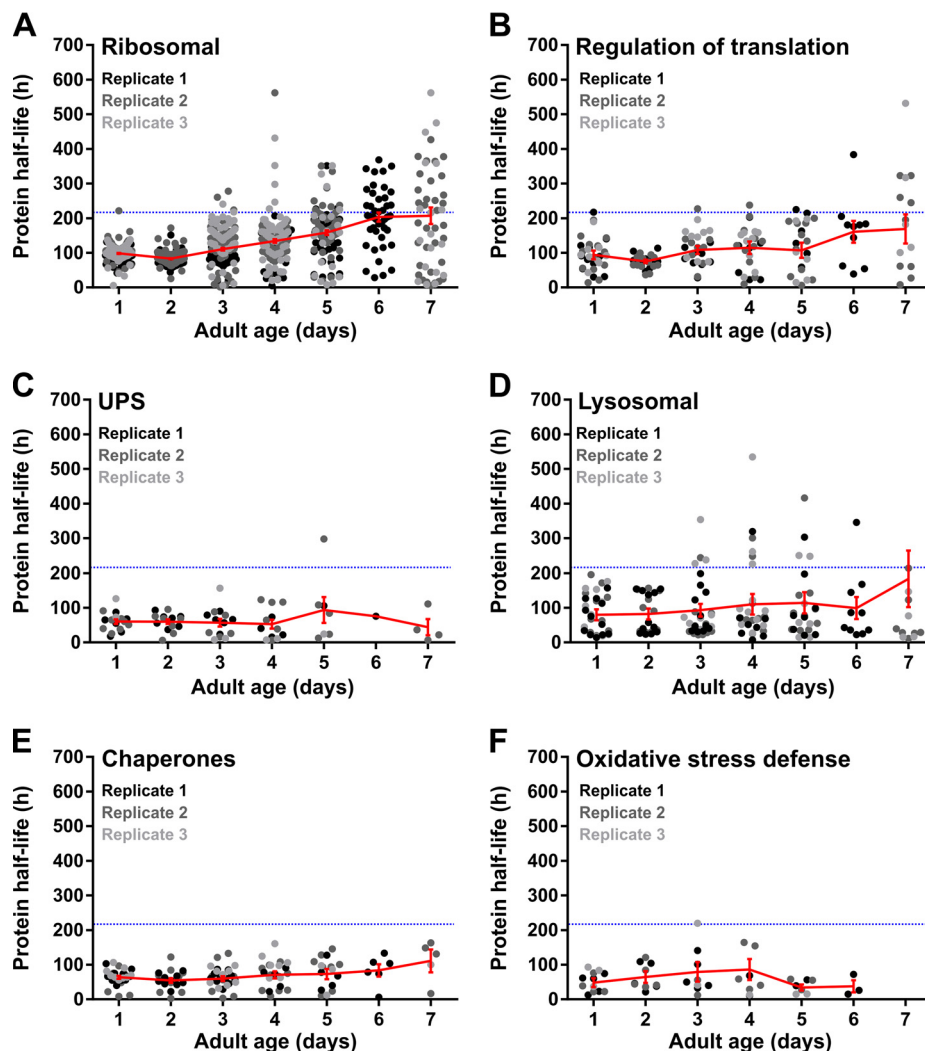 A
Ribosomal
Replicate 1
Replicate 2
Replicate 3
Protein half-life (h)
700
600
500
400
300
200
100
0
1 2 3 4 5 6 7
Adult age (days)
B
Regulation of translation
Replicate 1
Replicate 2
Replicate 3
Protein half-life (h)
700
600
500
400
300
200
100
0
1 2 3 4 5 6 7
Adult age (days)
C
UPS
Replicate 1
Replicate 2
Replicate 3
Protein half-life (h)
700
600
500
400
300
200
100
0
1 2 3 4 5 6 7
Adult age (days)
D
Lysosomal
Replicate 1
Replicate 2
Replicate 3
Protein half-life (h)
700
600
500
400
300
200
100
0
1 2 3 4 5 6 7
Adult age (days)
E
Chaperones
Replicate 1
Replicate 2
Replicate 3
Protein half-life (h)
700
600
500
400
300
200
100
0
1 2 3 4 5 6 7
Adult age (days)
F
Oxidative stress defense
Replicate 1
Replicate 2
Replicate 3
Protein half-life (h)
700
600
500
400
300
200
100
0
1 2 3 4 5 6 7
Adult age (days)